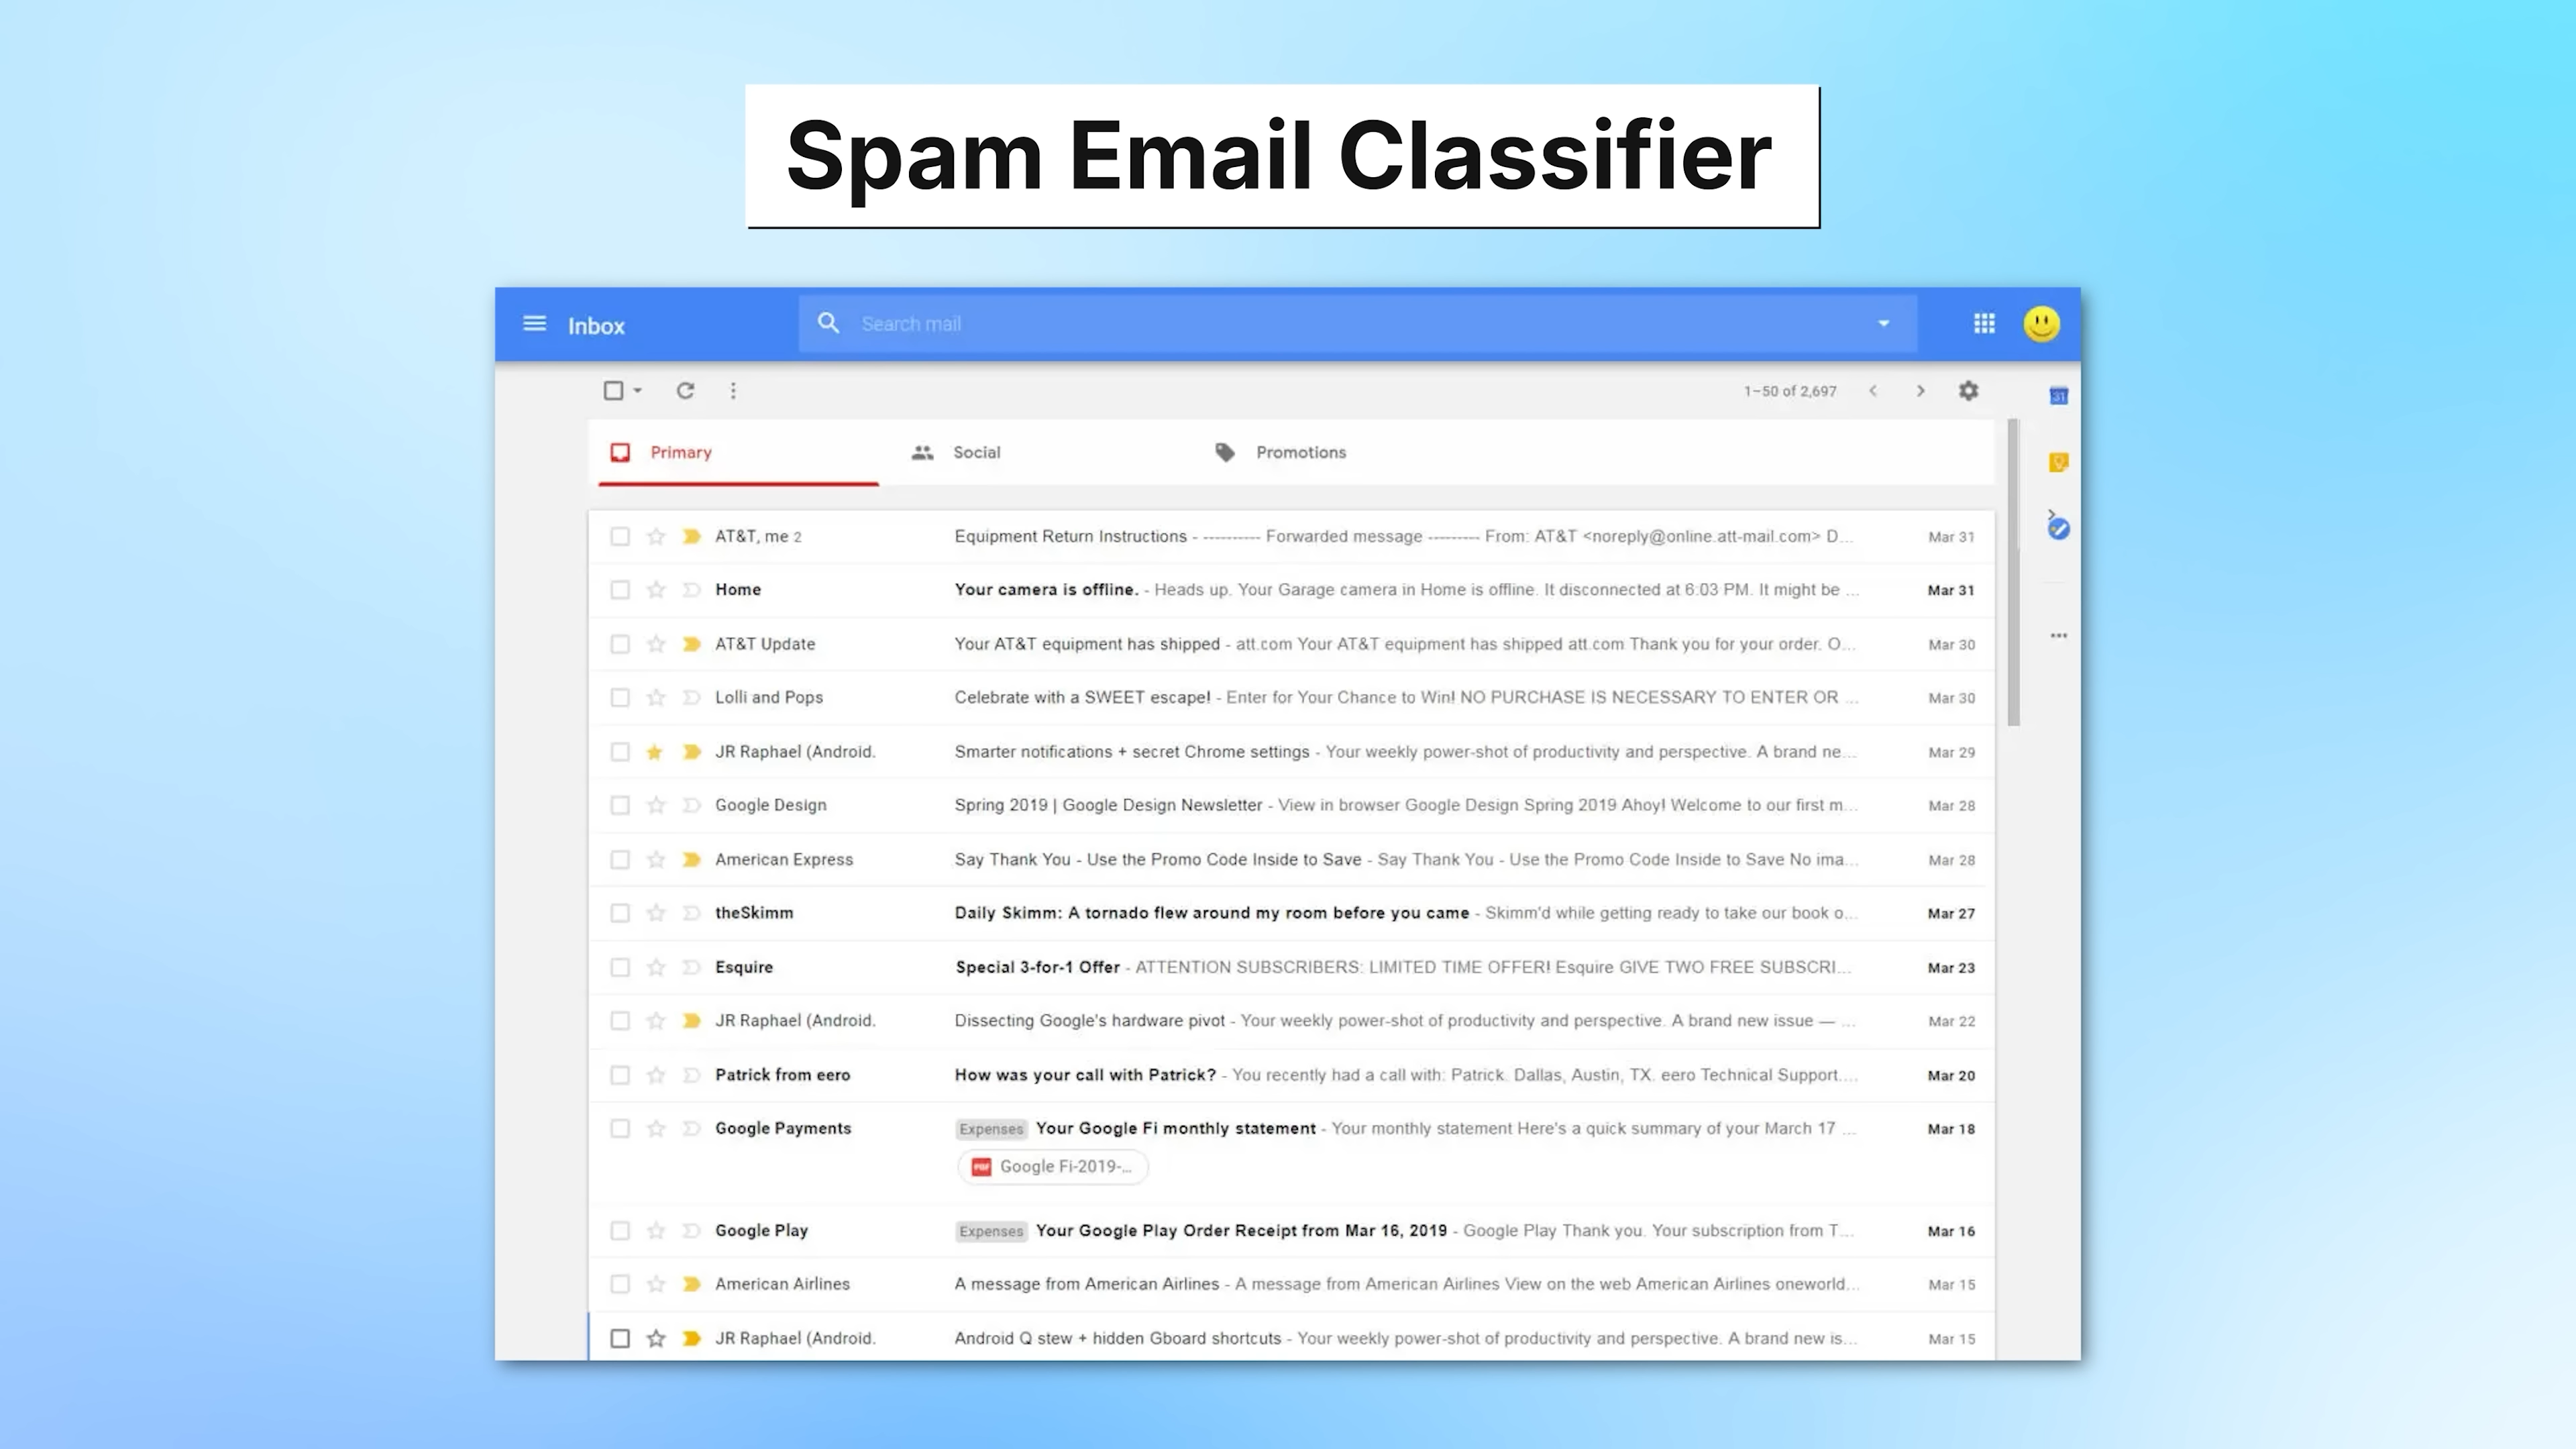 Spam Email Classifier
Inbox
Search mail
1–50 of 2,697
31
Primary
Social
Promotions
AT&T, me 2 Equipment Return Instructions - ---------- Forwarded message --------- From: AT&T <noreply@online.att-mail.com> D... Mar 31
Home Your camera is offline. - Heads up. Your Garage camera in Home is offline. It disconnected at 6:03 PM. It might be ... Mar 31
AT&T Update Your AT&T equipment has shipped - att.com Your AT&T equipment has shipped att.com Thank you for your order. O... Mar 30
Lolli and Pops Celebrate with a SWEET escape! - Enter for Your Chance to Win! NO PURCHASE IS NECESSARY TO ENTER OR ... Mar 30
JR Raphael (Android. Smarter notifications + secret Chrome settings - Your weekly power-shot of productivity and perspective. A brand ne... Mar 29
Google Design Spring 2019 | Google Design Newsletter - View in browser Google Design Spring 2019 Ahoy! Welcome to our first m... Mar 28
American Express Say Thank You - Use the Promo Code Inside to Save - Say Thank You - Use the Promo Code Inside to Save No ima... Mar 28
theSkimm Daily Skimm: A tornado flew around my room before you came - Skimm'd while getting ready to take our book o... Mar 27
Esquire Special 3-for-1 Offer - ATTENTION SUBSCRIBERS: LIMITED TIME OFFER! Esquire GIVE TWO FREE SUBSCRI... Mar 23
JR Raphael (Android. Dissecting Google's hardware pivot - Your weekly power-shot of productivity and perspective. A brand new issue — ... Mar 22
Patrick from eero How was your call with Patrick? - You recently had a call with: Patrick. Dallas, Austin, TX. eero Technical Support.... Mar 20
Google Payments Expenses Your Google Fi monthly statement - Your monthly statement Here's a quick summary of your March 17 ... Mar 18
PDF Google Fi-2019-...
Google Play Expenses Your Google Play Order Receipt from Mar 16, 2019 - Google Play Thank you. Your subscription from T... Mar 16
American Airlines A message from American Airlines - A message from American Airlines View on the web American Airlines oneworld... Mar 15
JR Raphael (Android. Android Q stew + hidden Gboard shortcuts - Your weekly power-shot of productivity and perspective. A brand new is... Mar 15